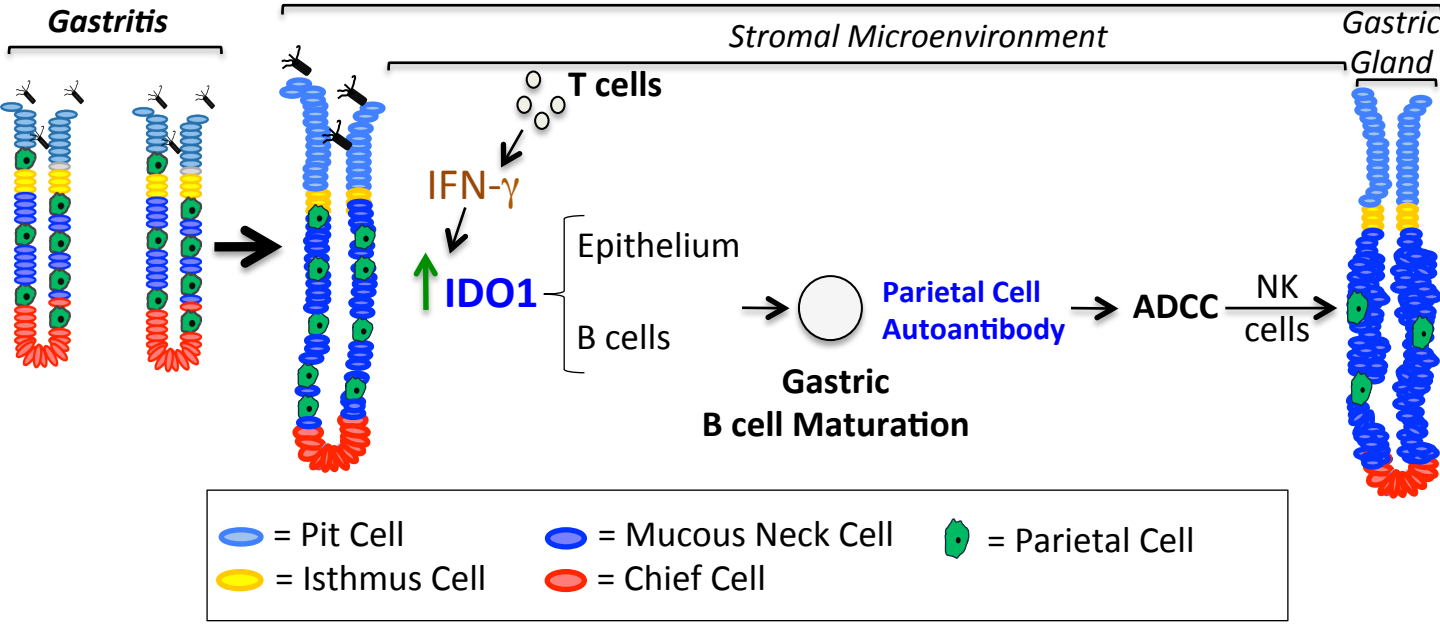 Gastritis
Stromal Microenvironment
Gastric
Gland
T cells
IFN-γ
IDO1
Epithelium
B cells
Gastric
B cell Maturation
Parietal Cell
Autoantibody
ADCC
NK
cells
= Pit Cell
= Mucous Neck Cell
= Parietal Cell
= Isthmus Cell
= Chief Cell